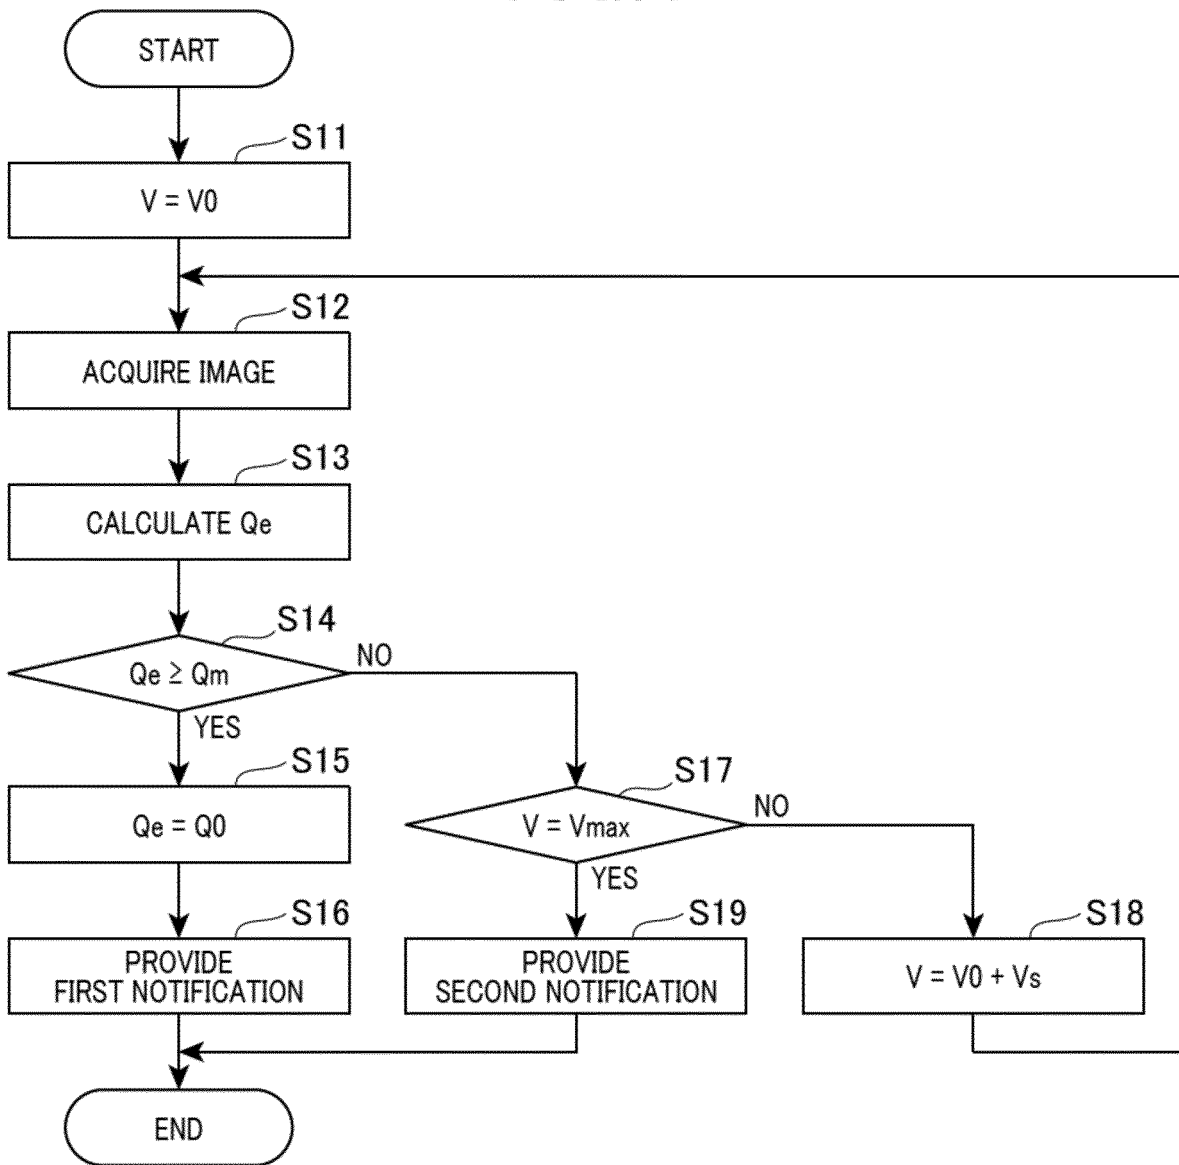 START
S11
V = V0
S12
ACQUIRE IMAGE
S13
CALCULATE Qe
S14
Qe ≥ Qm
NO
YES
S15
Qe = Q0
S17
V = Vmax
NO
YES
S16
PROVIDE
FIRST NOTIFICATION
S19
PROVIDE
SECOND NOTIFICATION
S18
V = V0 + Vs
END